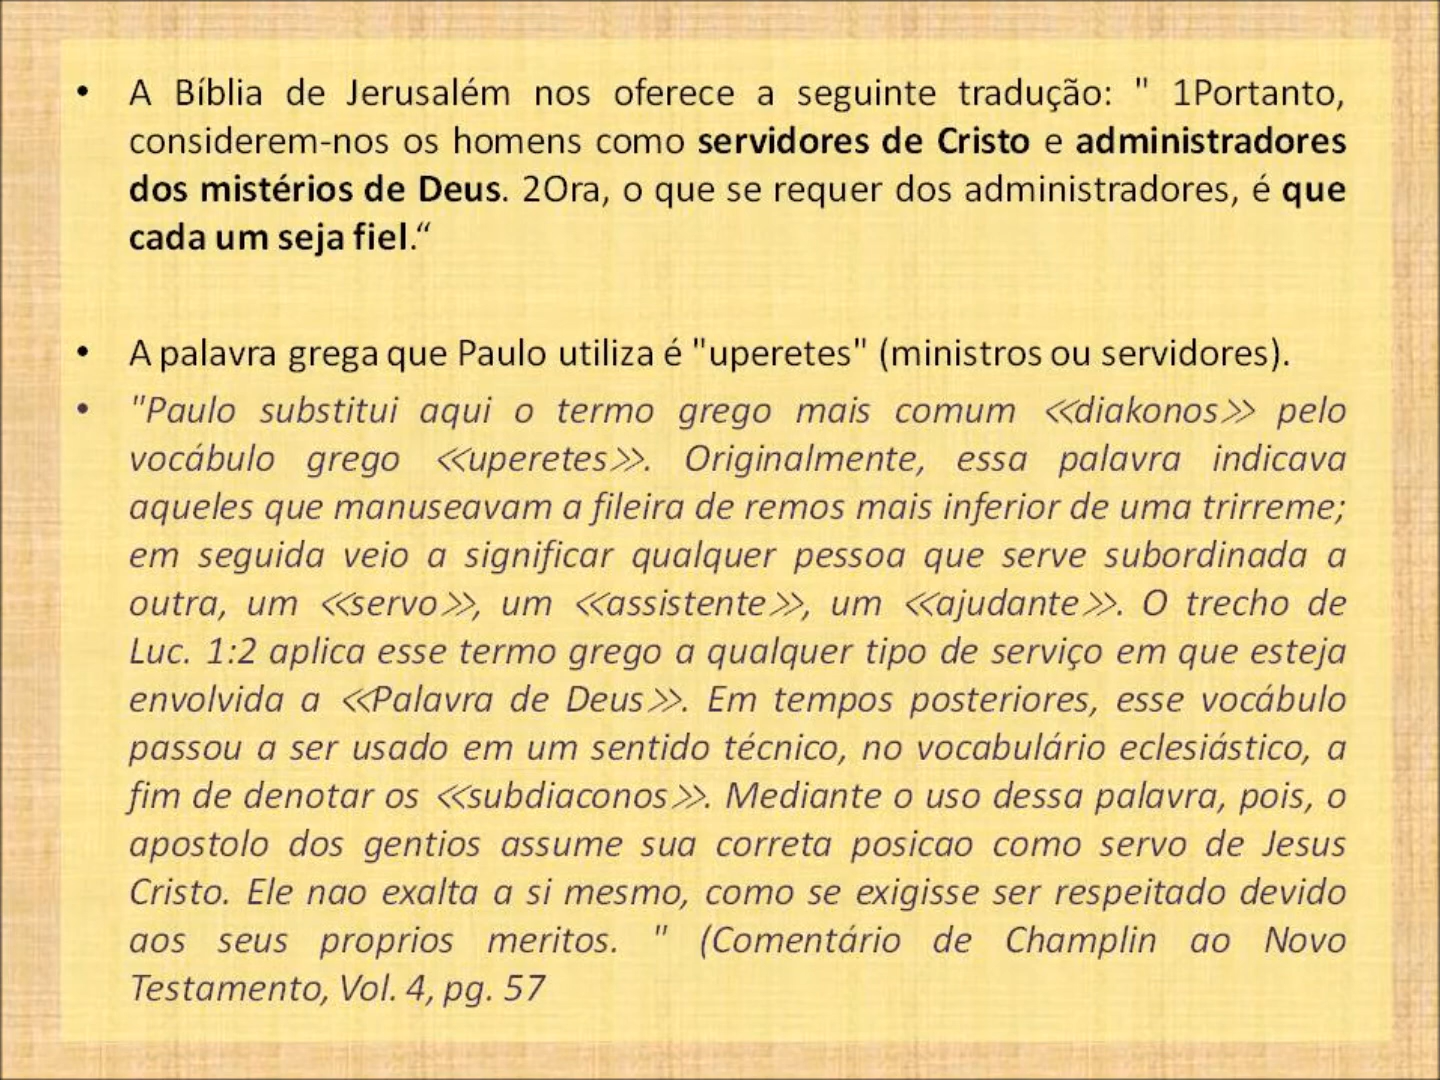 • A Bíblia de Jerusalém nos oferece a seguinte tradução: " 1Portanto,
considerem-nos os homens como servidores de Cristo e administradores
dos mistérios de Deus. 2Ora, o que se requer dos administradores, é que
cada um seja fiel.“
• A palavra grega que Paulo utiliza é "uperetes" (ministros ou servidores).
• "Paulo substitui aqui o termo grego mais comum ≪diakonos≫ pelo
vocábulo grego ≪uperetes≫. Originalmente, essa palavra indicava
aqueles que manuseavam a fileira de remos mais inferior de uma trirreme;
em seguida veio a significar qualquer pessoa que serve subordinada a
outra, um ≪servo≫, um ≪assistente≫, um ≪ajudante≫. O trecho de
Luc. 1:2 aplica esse termo grego a qualquer tipo de serviço em que esteja
envolvida a ≪Palavra de Deus≫. Em tempos posteriores, esse vocábulo
passou a ser usado em um sentido técnico, no vocabulário eclesiástico, a
fim de denotar os ≪subdiaconos≫. Mediante o uso dessa palavra, pois, o
apostolo dos gentios assume sua correta posicao como servo de Jesus
Cristo. Ele nao exalta a si mesmo, como se exigisse ser respeitado devido
aos seus proprios meritos. " (Comentário de Champlin ao Novo
Testamento, Vol. 4, pg. 57